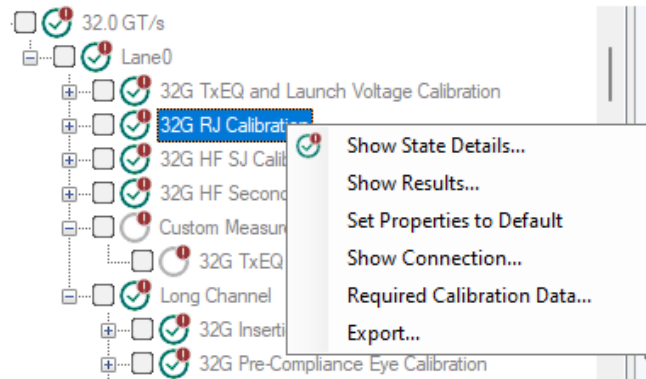 32.0 GT/s
Lane0
32G TxEQ and Launch Voltage Calibration
32G RJ Calibration
Show State Details...
32G HF SJ Calib
Show Results...
32G HF Second
Set Properties to Default
Custom Measur
Show Connection...
32G TxEQ
Long Channel
Required Calibration Data...
32G Inserti
Export...
32G Pre-Compliance Eye Calibration